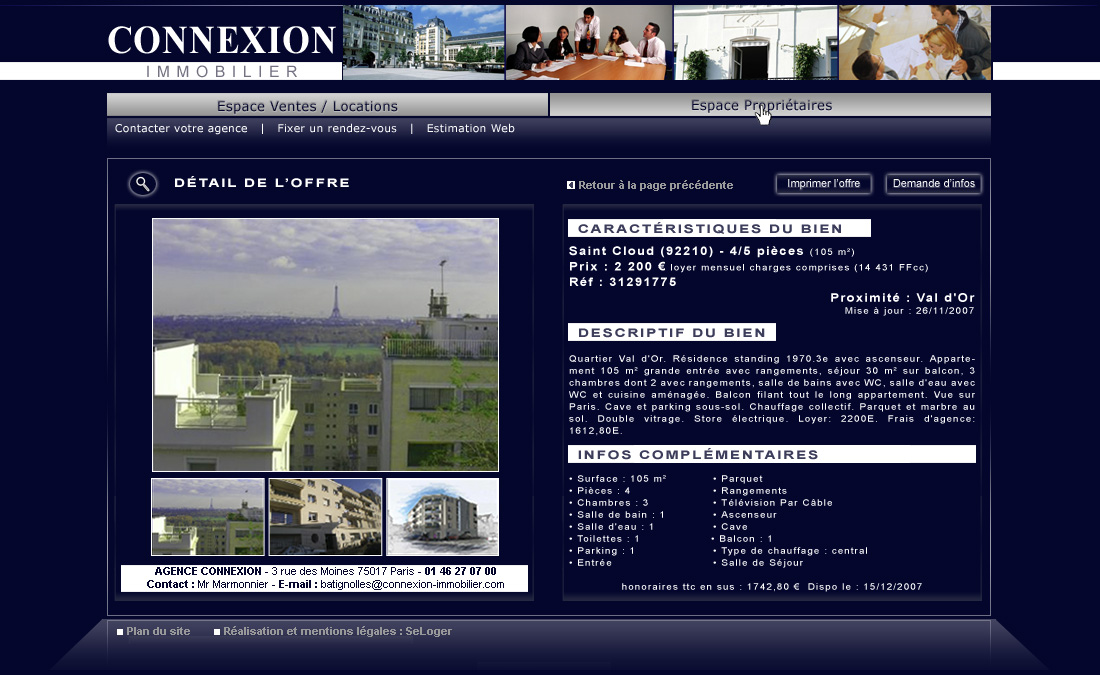 CONNEXION
IMMOBILIER
Espace Ventes / Locations
Espace Propriétaires
Contacter votre agence | Fixer un rendez-vous | Estimation Web
DÉTAIL DE L'OFFRE
Retour à la page précédente
Imprimer l'offre
Demande d'infos
CARACTÉRISTIQUES DU BIEN
Saint Cloud (92210) - 4/5 pièces (105 m²)
Prix : 2 200 € loyer mensuel charges comprises (14 431 FFcc)
Réf : 31291775
Proximité : Val d'Or
Mise à jour : 26/11/2007
DESCRIPTIF DU BIEN
Quartier Val d'Or. Résidence standing 1970.3e avec ascenseur. Apparte-
ment 105 m² grande entrée avec rangements, séjour 30 m² sur balcon, 3
chambres dont 2 avec rangements, salle de bains avec WC, salle d'eau avec
WC et cuisine aménagée. Balcon filant tout le long appartement. Vue sur
Paris. Cave et parking sous-sol. Chauffage collectif. Parquet et marbre au
sol. Double vitrage. Store électrique. Loyer: 2200E. Frais d'agence:
1612,80E.
INFOS COMPLÉMENTAIRES
• Surface : 105 m²
• Pièces : 4
• Chambres : 3
• Salle de bain : 1
• Salle d'eau : 1
• Toilettes : 1
• Parking : 1
• Entrée
• Parquet
• Rangements
• Télévision Par Câble
• Ascenseur
• Cave
• Balcon : 1
• Type de chauffage : central
• Salle de Séjour
honoraires ttc en sus : 1742,80 € Dispo le : 15/12/2007
AGENCE CONNEXION - 3 rue des Moines 75017 Paris - 01 46 27 07 00
Contact : Mr Marmonnier - E-mail : batignolles@connexion-immobilier.com
Plan du site
Réalisation et mentions légales : SeLoger